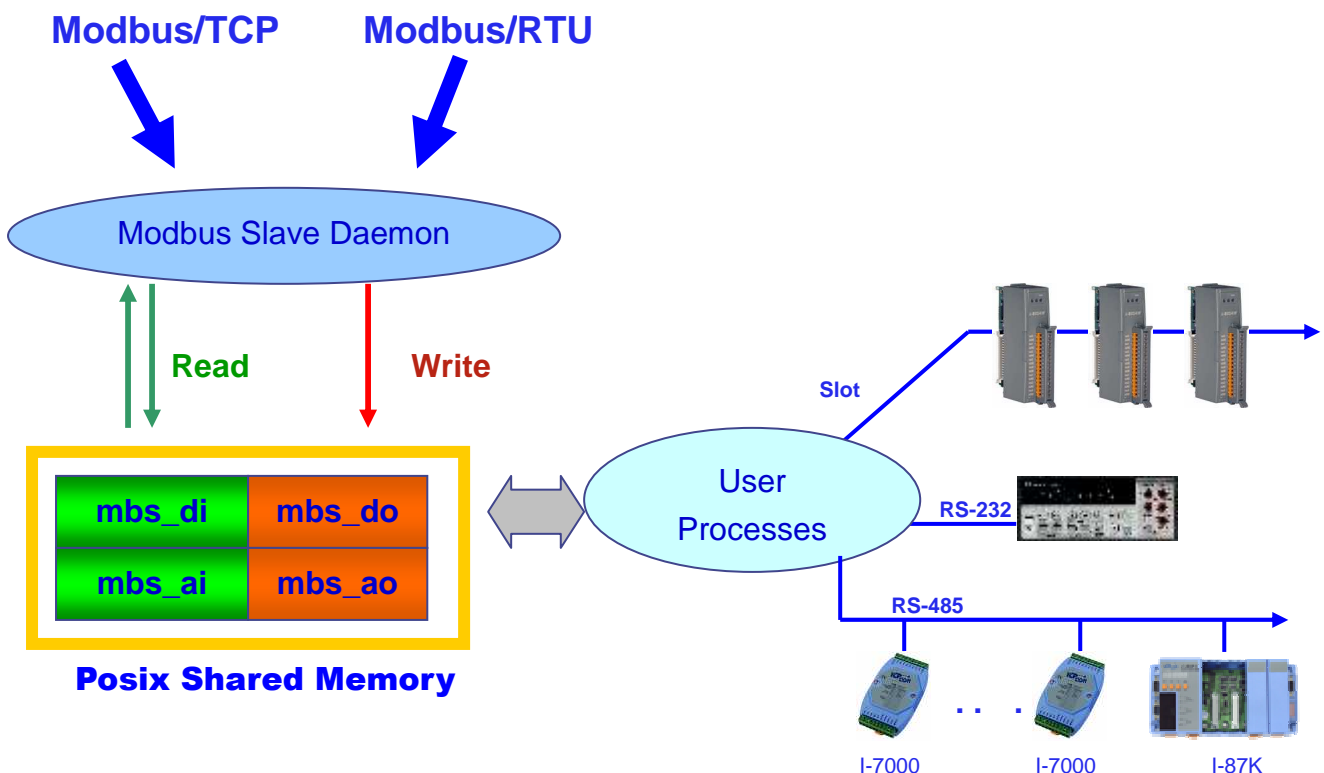 Modbus/TCP
Modbus/RTU
Modbus Slave Daemon
Read
Write
mbs_di
mbs_do
mbs_ai
mbs_ao
Posix Shared Memory
User
Processes
Slot
RS-232
RS-485
. . .
I-7000
I-7000
I-87K